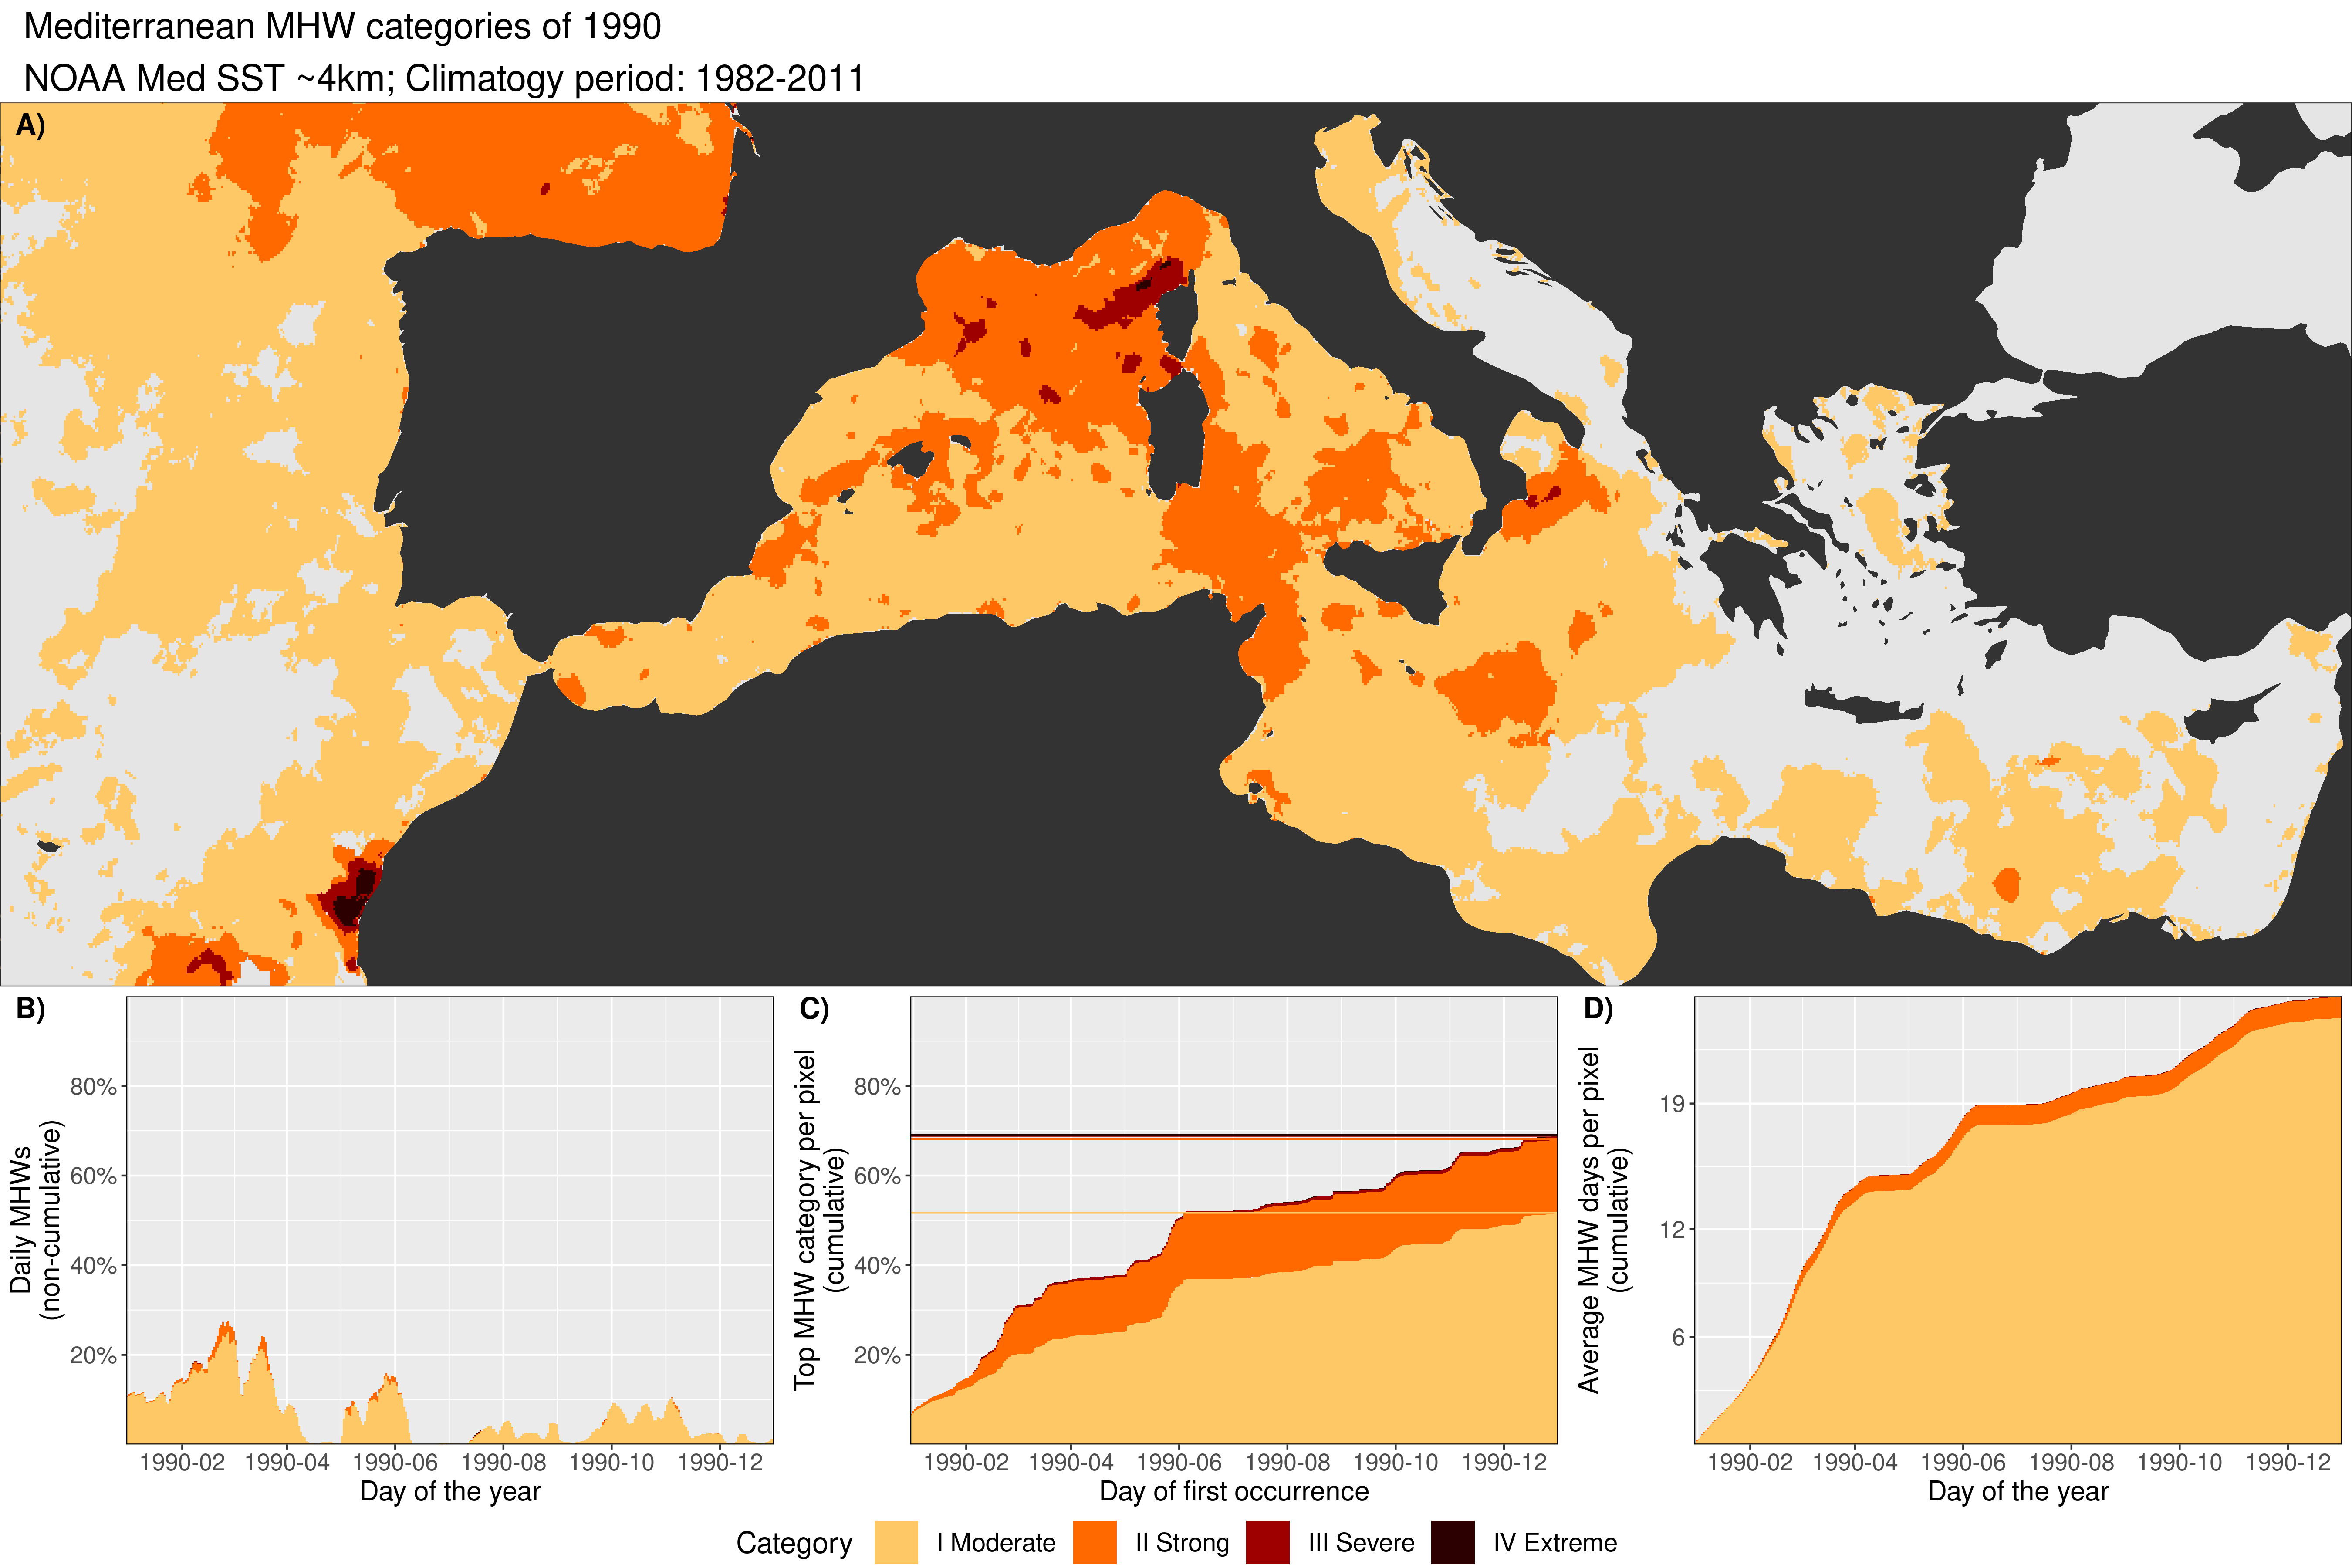 Mediterranean MHW categories of 1990
NOAA Med SST ~4km; Climatogy period: 1982-2011
A)
B)
Daily MHWs
(non-cumulative)
80%
60%
40%
20%
1990-02 1990-04 1990-06 1990-08 1990-10 1990-12
Day of the year
C)
Top MHW category per pixel
(cumulative)
80%
60%
40%
20%
1990-02 1990-04 1990-06 1990-08 1990-10 1990-12
Day of first occurrence
D)
Average MHW days per pixel
(cumulative)
19
12
6
1990-02 1990-04 1990-06 1990-08 1990-10 1990-12
Day of the year
Category I Moderate II Strong III Severe IV Extreme